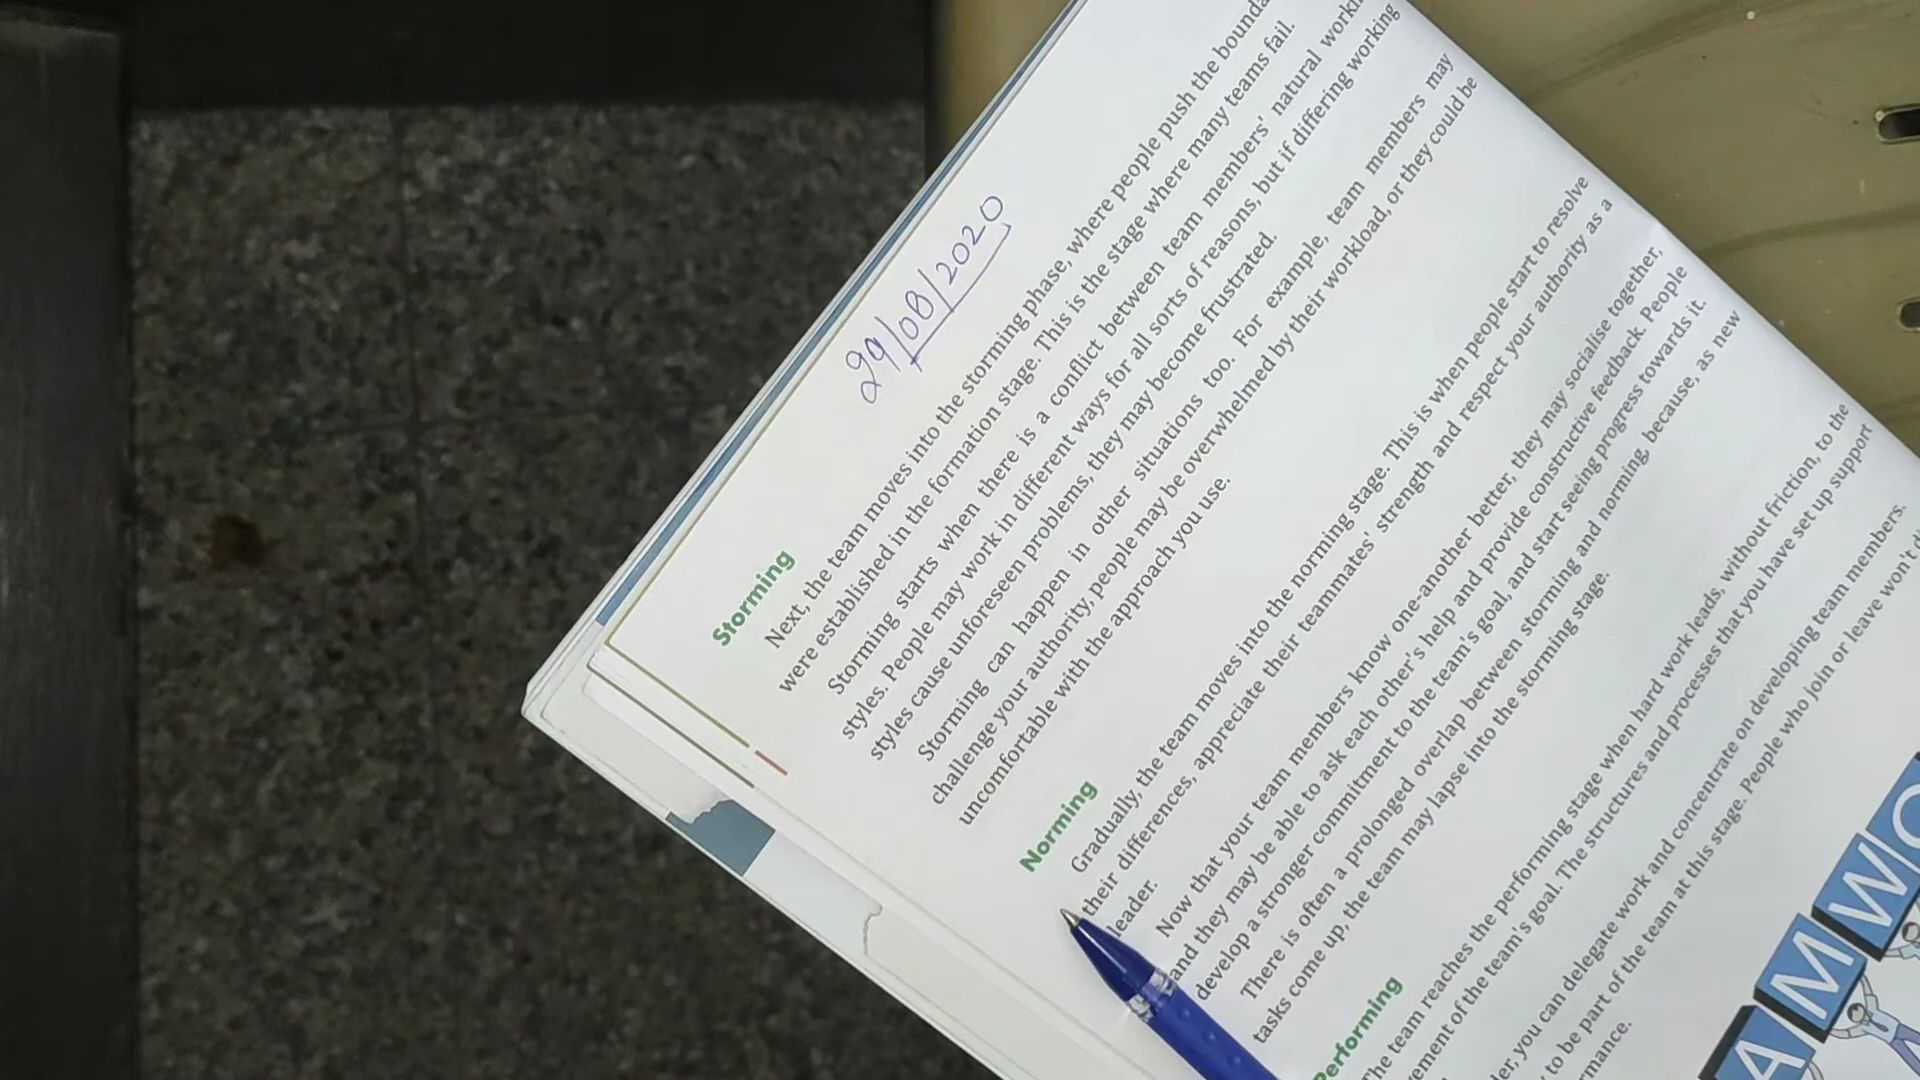 29/08/2020
Storming
Next, the team moves into the storming phase, where people push the
were established in the formation stage. This is the stage where many teams fail.
Storming starts when there is a conflict between team members' natural
styles. People may work in different ways for all sorts of reasons, but if differing working
styles cause unforeseen problems, they may become frustrated.
Storming can happen in other situations too. For example, team members may
challenge your authority, people may be overwhelmed by their workload, or they could be
uncomfortable with the approach you use.
Norming
Gradually, the team moves into the norming stage. This is when people start to resolve
their differences, appreciate their teammates' strength and respect your authority as a
leader.
Now that your team members know one-another better, they may socialise together,
and they may be able to ask each other's help and provide constructive feedback. People
develop a stronger commitment to the team's goal, and start seeing progress towards it.
There is often a prolonged overlap between storming and norming, because, as new
tasks come up, the team may lapse into the storming stage.
Performing
The team reaches the performing stage when hard work leads, without friction, to the
of the team's goal. The structures and processes that you have set up support
you can delegate work and concentrate on developing team members.
to be part of the team at this stage. People who join or leave won't
AMW